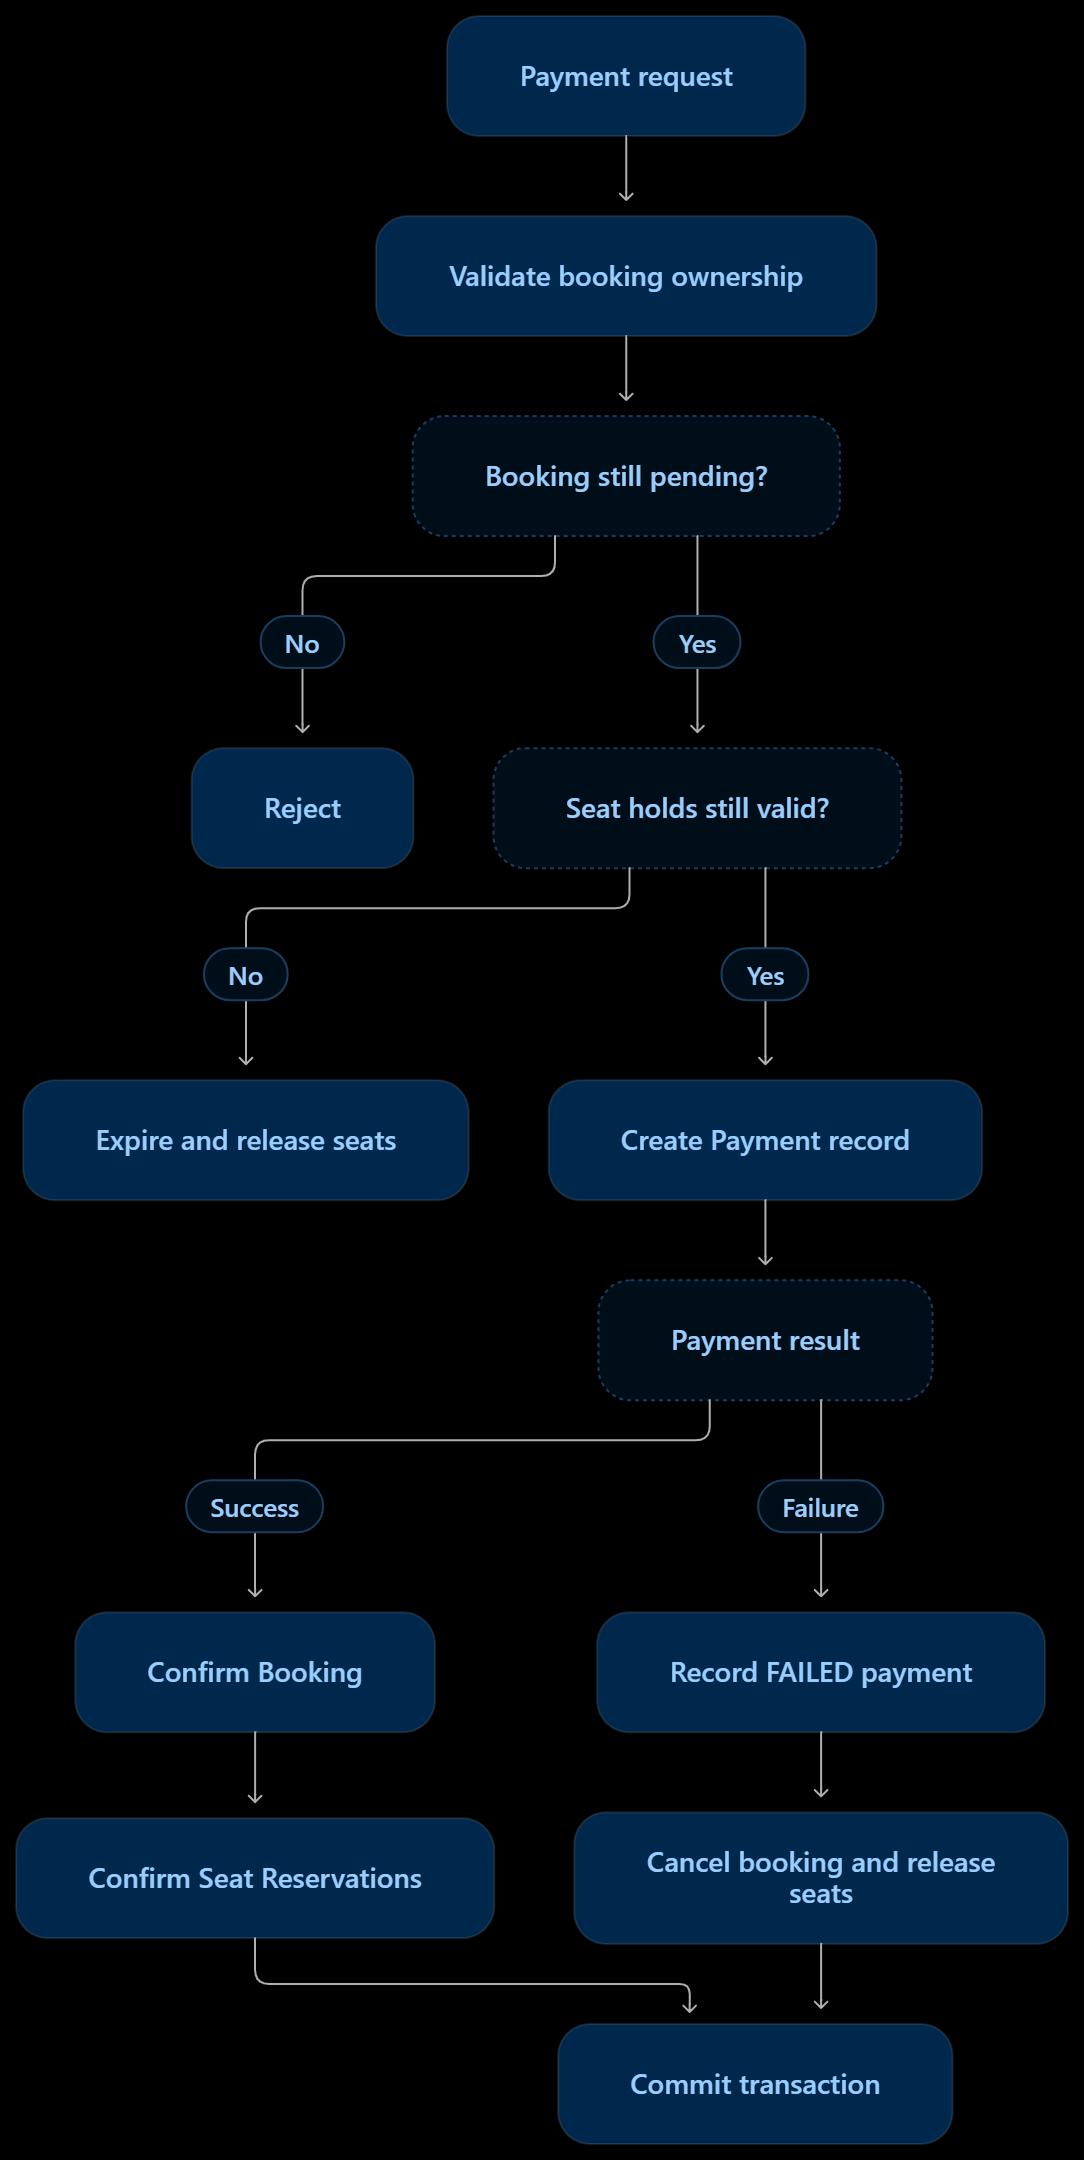 Payment request
Validate booking ownership
Booking still pending?
No
Yes
Reject
Seat holds still valid?
No
Yes
Expire and release seats
Create Payment record
Payment result
Success
Failure
Confirm Booking
Record FAILED payment
Confirm Seat Reservations
Cancel booking and release
seats
Commit transaction